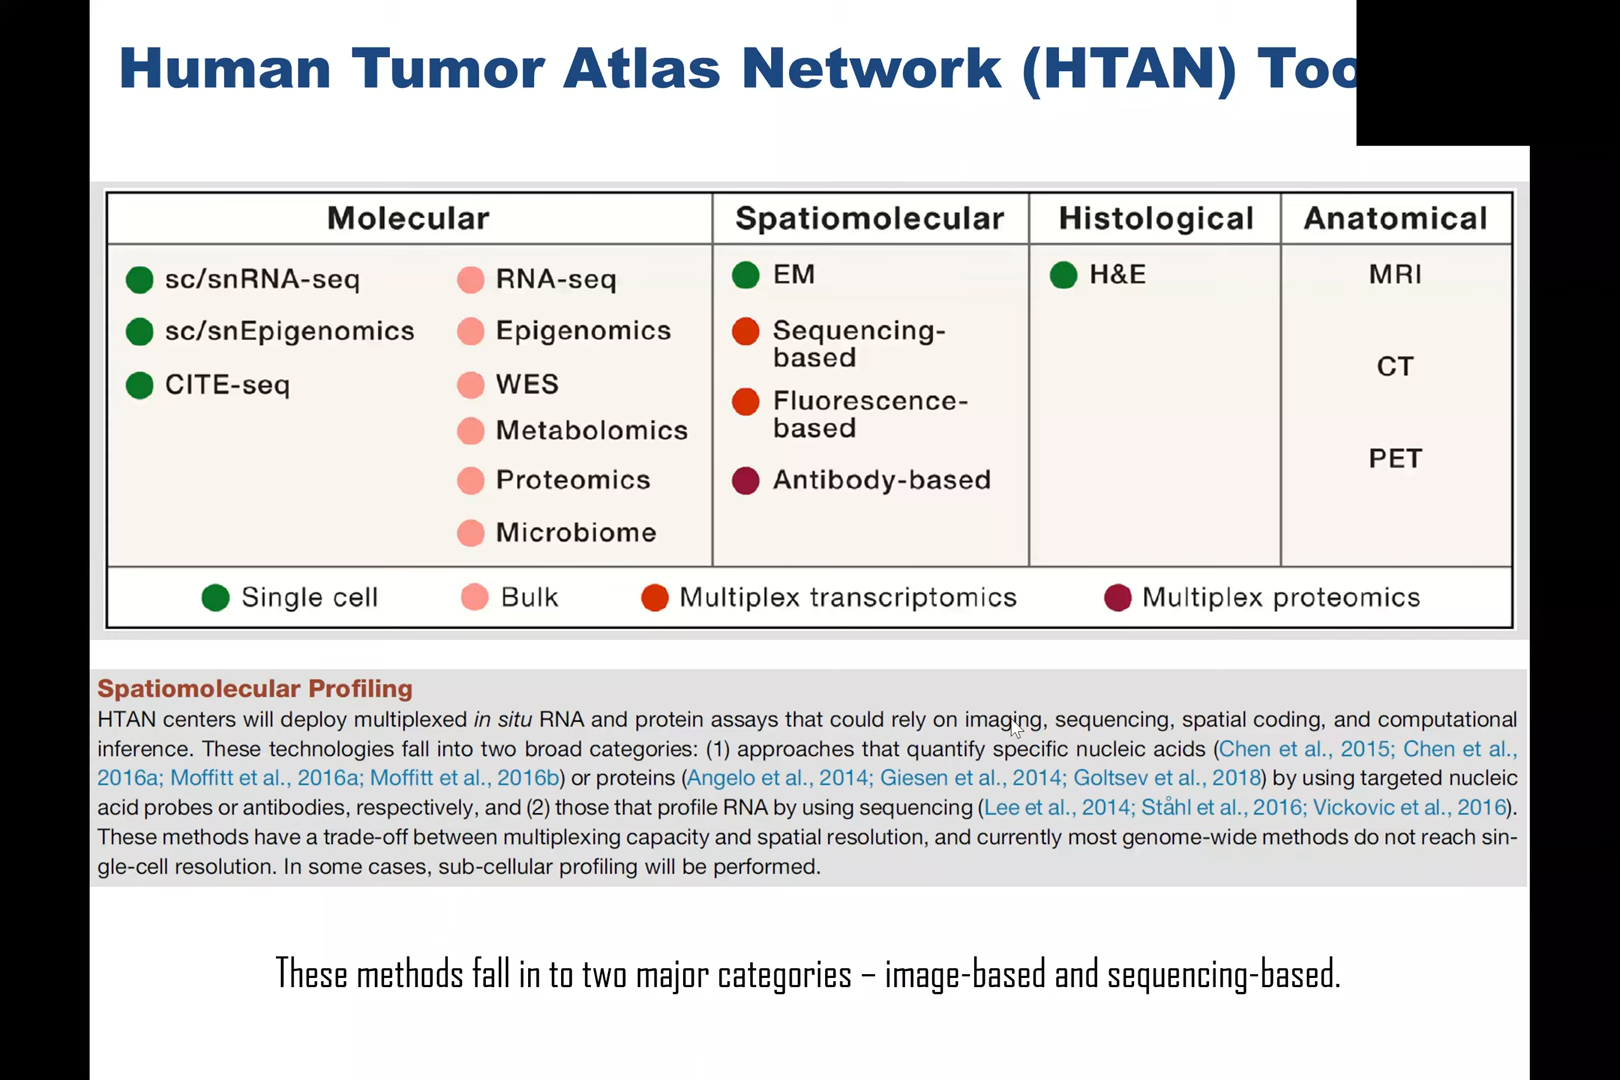 Human Tumor Atlas Network (HTAN)
Molecular
Spatiomolecular
Histological
Anatomical
sc/snRNA-seq
sc/snEpigenomics
CITE-seq
RNA-seq
Epigenomics
WES
Metabolomics
Proteomics
Microbiome
EM
Sequencing-
based
Fluorescence-
based
Antibody-based
H&E
MRI
CT
PET
Single cell
Bulk
Multiplex transcriptomics
Multiplex proteomics
Spatiomolecular Profiling
HTAN centers will deploy multiplexed in situ RNA and protein assays that could rely on imaging, sequencing, spatial coding, and computational
inference. These technologies fall into two broad categories: (1) approaches that quantify specific nucleic acids (Chen et al., 2015; Chen et al.,
2016a; Moffitt et al., 2016a; Moffitt et al., 2016b) or proteins (Angelo et al., 2014; Giesen et al., 2014; Goltsev et al., 2018) by using targeted nucleic
acid probes or antibodies, respectively, and (2) those that profile RNA by using sequencing (Lee et al., 2014; Ståhl et al., 2016; Vickovic et al., 2016).
These methods have a trade-off between multiplexing capacity and spatial resolution, and currently most genome-wide methods do not reach sin-
gle-cell resolution. In some cases, sub-cellular profiling will be performed.
These methods fall in to two major categories – image-based and sequencing-based.